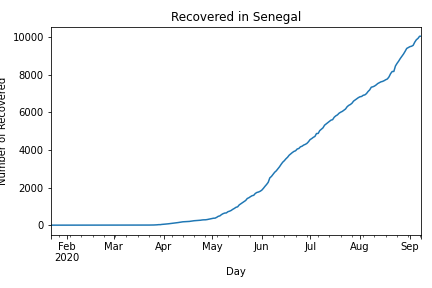 Recovered in Senegal
10000
8000
6000
4000
2000
0
Number of Recovered
Feb Mar Apr May Jun Jul Aug Sep
2020
Day